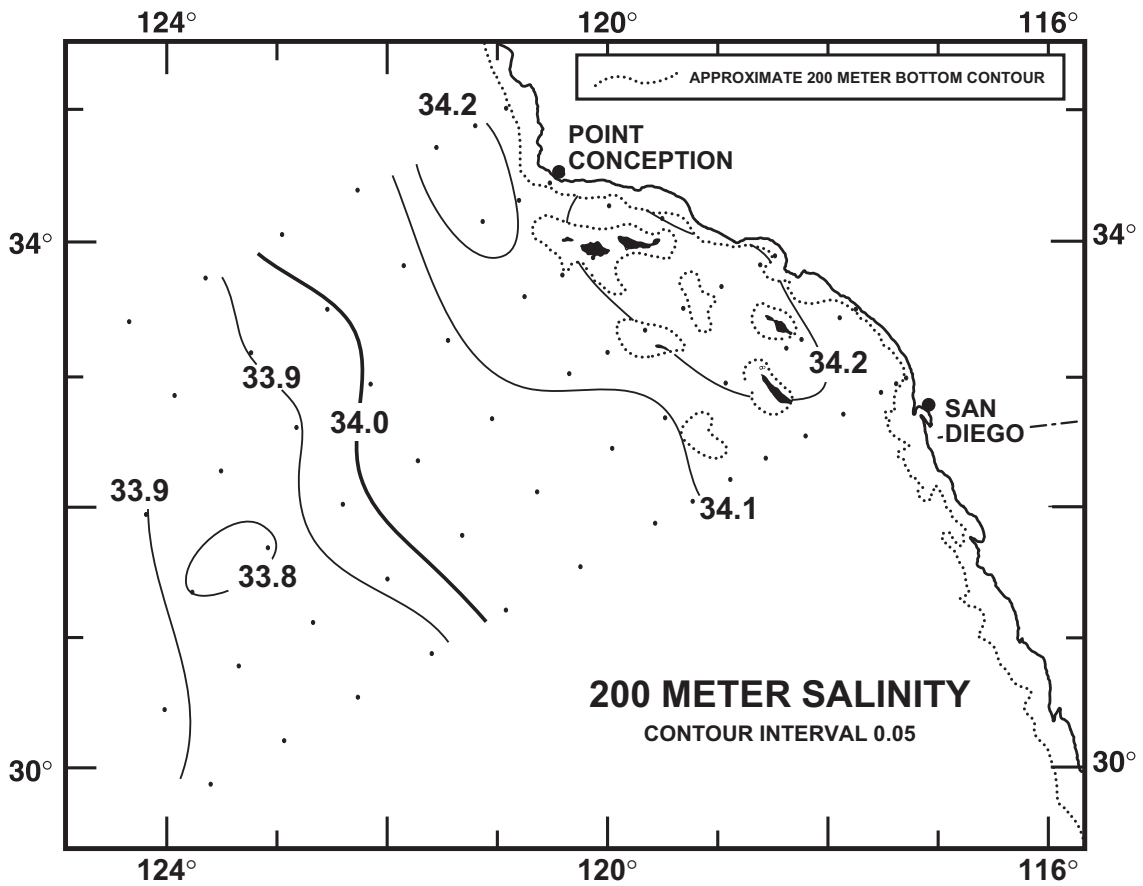 124° 120° 116°
APPROXIMATE 200 METER BOTTOM CONTOUR
34.2
POINT
CONCEPTION
34° 34°
34.2
33.9
34.0
SAN
DIEGO
33.9
34.1
33.8
200 METER SALINITY
CONTOUR INTERVAL 0.05
30° 30°
124° 120° 116°